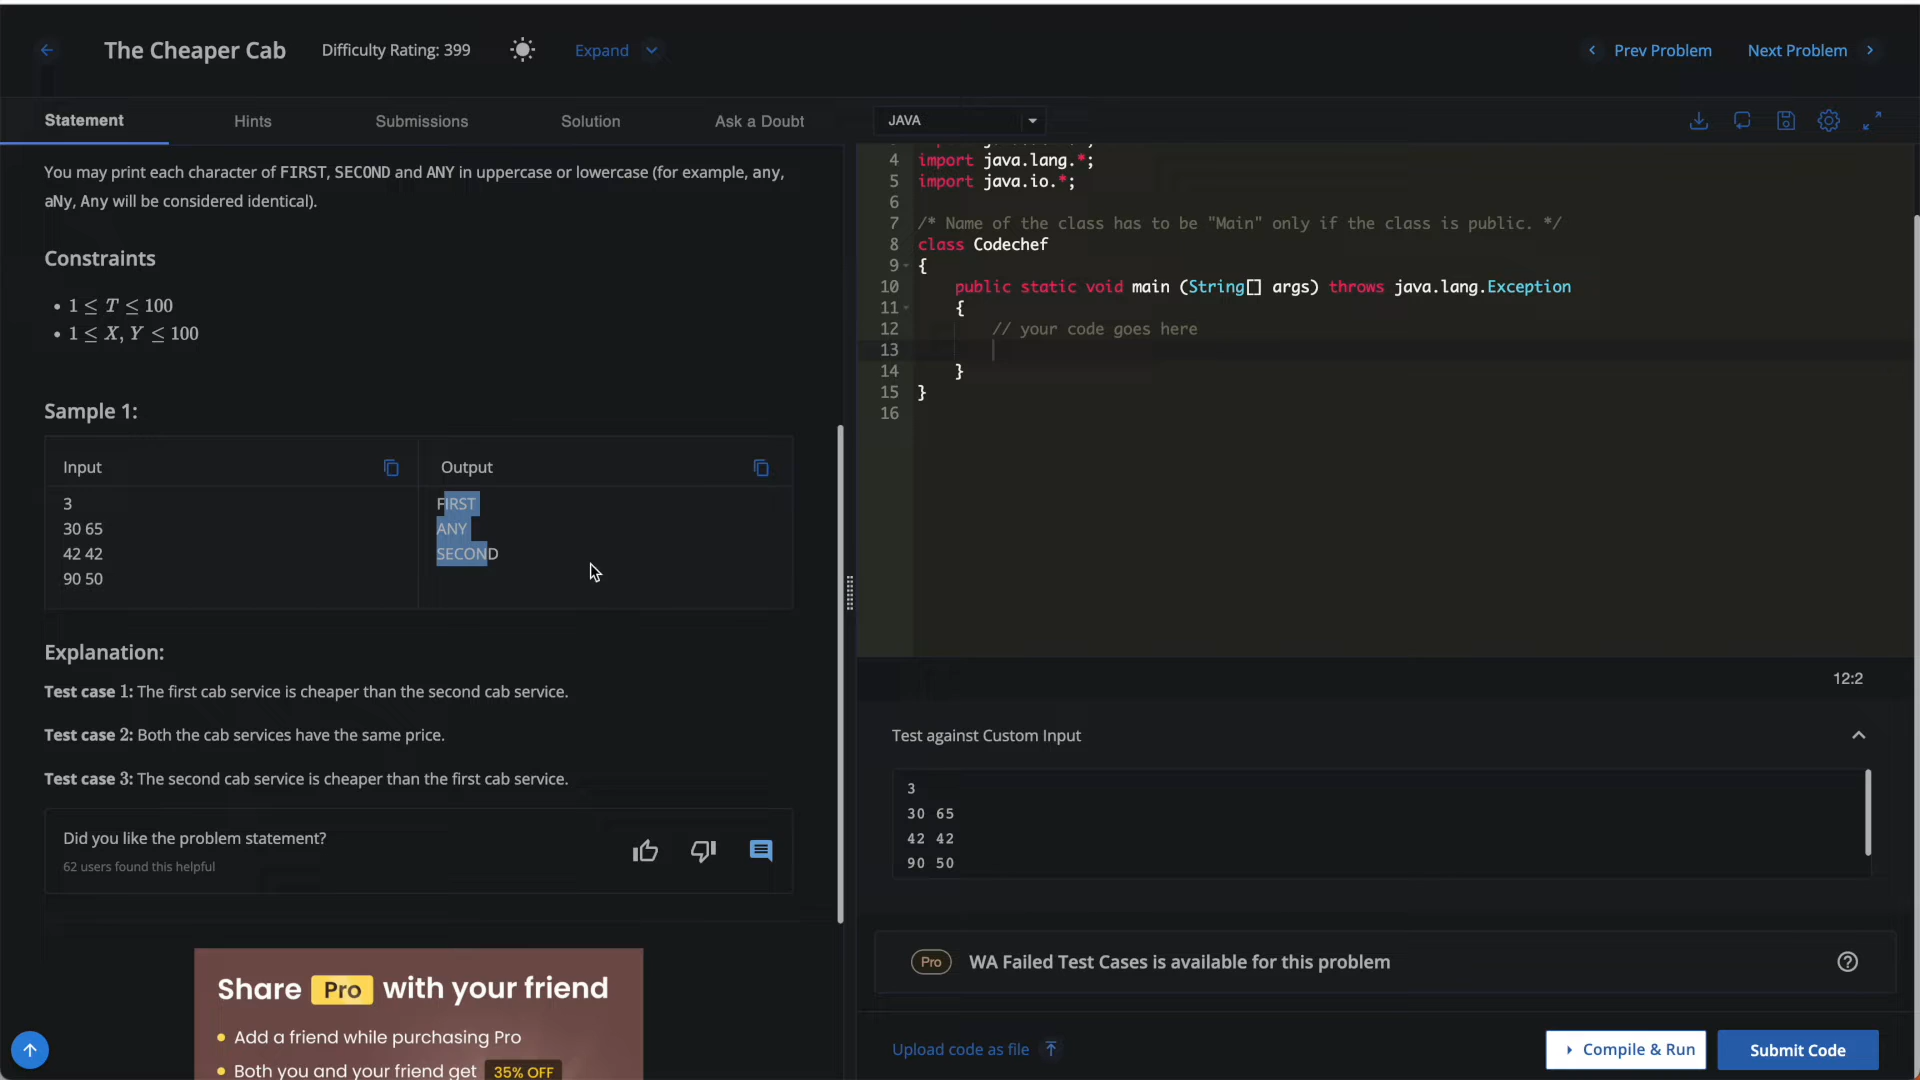 The Cheaper Cab
Difficulty Rating: 399
Expand
Prev Problem
Next Problem
Statement
Hints
Submissions
Solution
Ask a Doubt
You may print each character of FIRST, SECOND and ANY in uppercase or lowercase (for example, any,
aNy, Any will be considered identical).
Constraints
• 1 ≤ T ≤ 100
• 1 ≤ X, Y ≤ 100
Sample 1:
Input
Output
3
30 65
42 42
90 50
FIRST
ANY
SECOND
Explanation:
Test case 1: The first cab service is cheaper than the second cab service.
Test case 2: Both the cab services have the same price.
Test case 3: The second cab service is cheaper than the first cab service.
Did you like the problem statement?
62 users found this helpful
Share Pro with your friend
• Add a friend while purchasing Pro
• Both you and your friend get 35% OFF
JAVA
4 import java.lang.*;
5 import java.io.*;
6
7 /* Name of the class has to be "Main" only if the class is public. */
8 class Codechef
9 {
10 public static void main (String[] args) throws java.lang.Exception
11 {
12 // your code goes here
13
14 }
15 }
16
12:2
Test against Custom Input
3
30 65
42 42
90 50
Pro WA Failed Test Cases is available for this problem
Upload code as file
Compile & Run
Submit Code